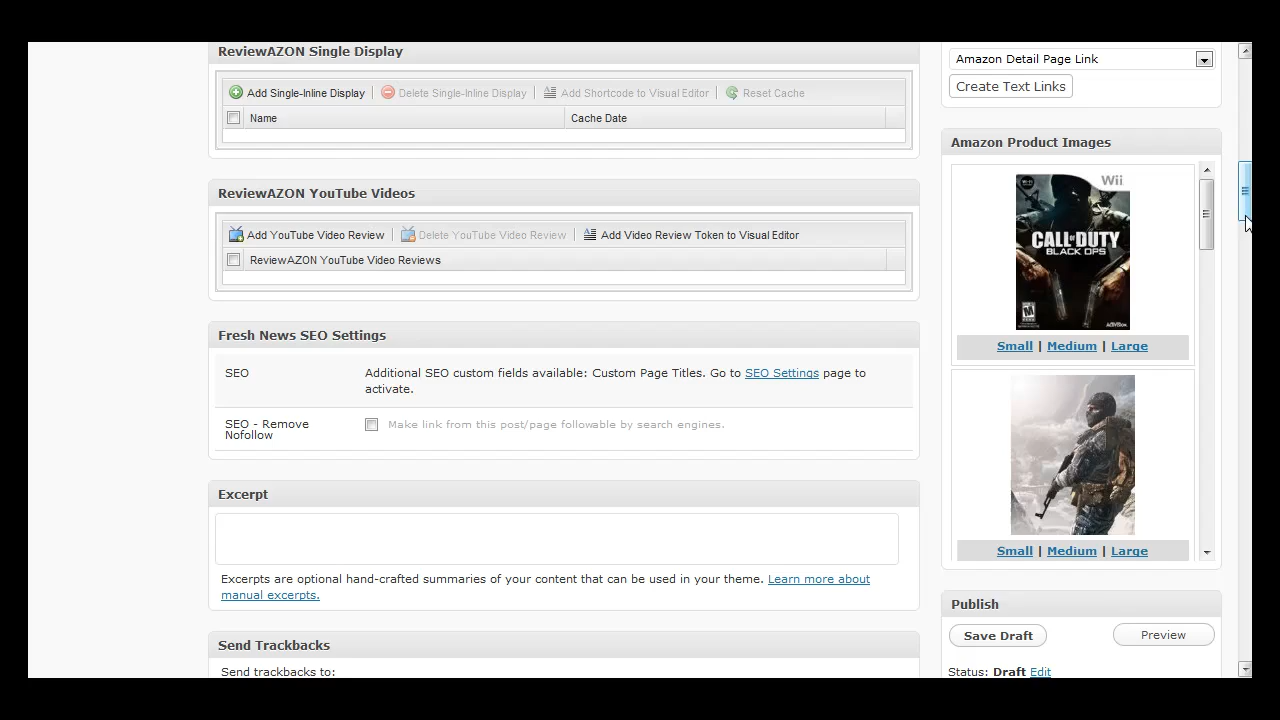 ReviewAZON Single Display
Add Single-Inline Display
Delete Single-Inline Display
Add Shortcode to Visual Editor
Reset Cache
Name
Cache Date
ReviewAZON YouTube Videos
Add YouTube Video Review
Delete YouTube Video Review
Add Video Review Token to Visual Editor
ReviewAZON YouTube Video Reviews
Fresh News SEO Settings
SEO
Additional SEO custom fields available: Custom Page Titles. Go to SEO Settings page to
activate.
SEO - Remove
Nofollow
Make link from this post/page followable by search engines.
Excerpt
Excerpts are optional hand-crafted summaries of your content that can be used in your theme. Learn more about
manual excerpts.
Send Trackbacks
Send trackbacks to:
Amazon Detail Page Link
Create Text Links
Amazon Product Images
Wii
CALL OF DUTY
BLACK OPS
M
ACTIVISION
Small | Medium | Large
Small | Medium | Large
Publish
Save Draft
Preview
Status: Draft Edit